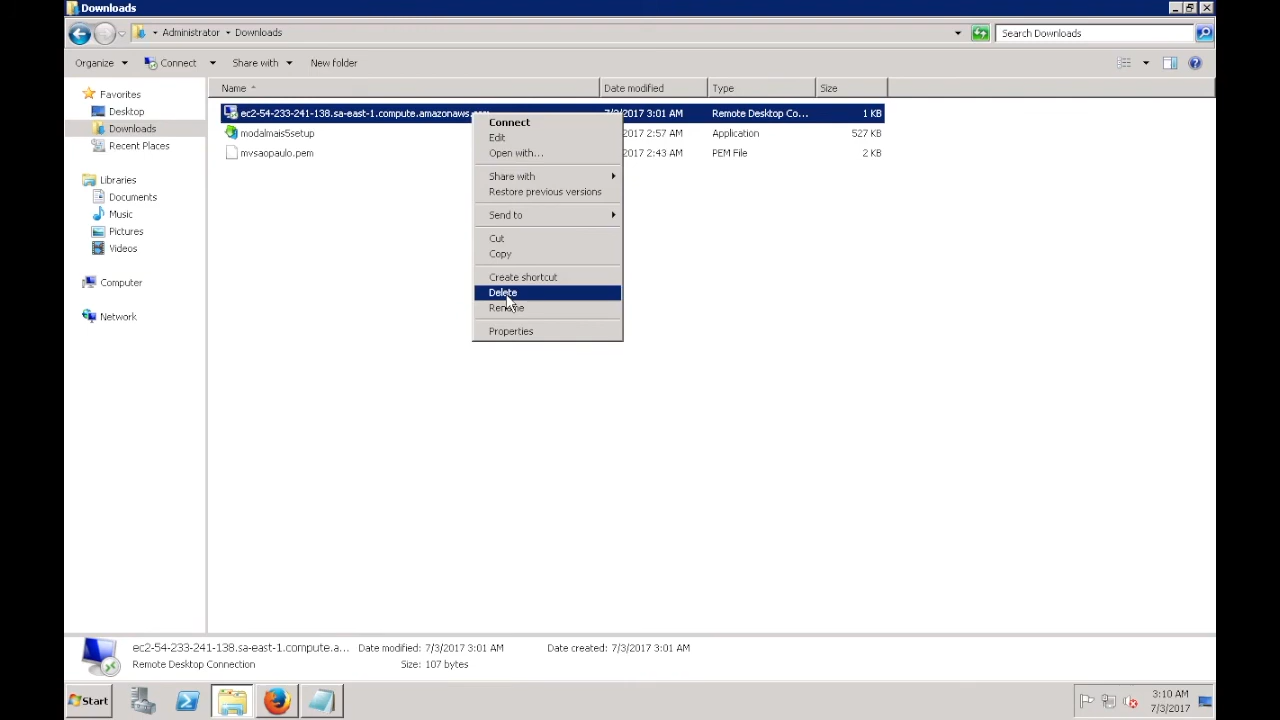 Downloads
Administrator Downloads
Search Downloads
Organize Connect Share with New folder
Name Date modified Type Size
Favorites
Desktop
Downloads
Recent Places
Libraries
Documents
Music
Pictures
Videos
Computer
Network
ec2-54-233-241-138.sa-east-1.compute.amazonaws. 7/3/2017 3:01 AM Remote Desktop Co... 1 KB
modalmais5setup 2017 2:57 AM Application 527 KB
mvsaopaulo.pem 2017 2:43 AM PEM File 2 KB
Connect
Edit
Open with...
Share with
Restore previous versions
Send to
Cut
Copy
Create shortcut
Delete
Rename
Properties
ec2-54-233-241-138.sa-east-1.compute.a... Date modified: 7/3/2017 3:01 AM Date created: 7/3/2017 3:01 AM
Remote Desktop Connection Size: 107 bytes
Start
3:10 AM
7/3/2017